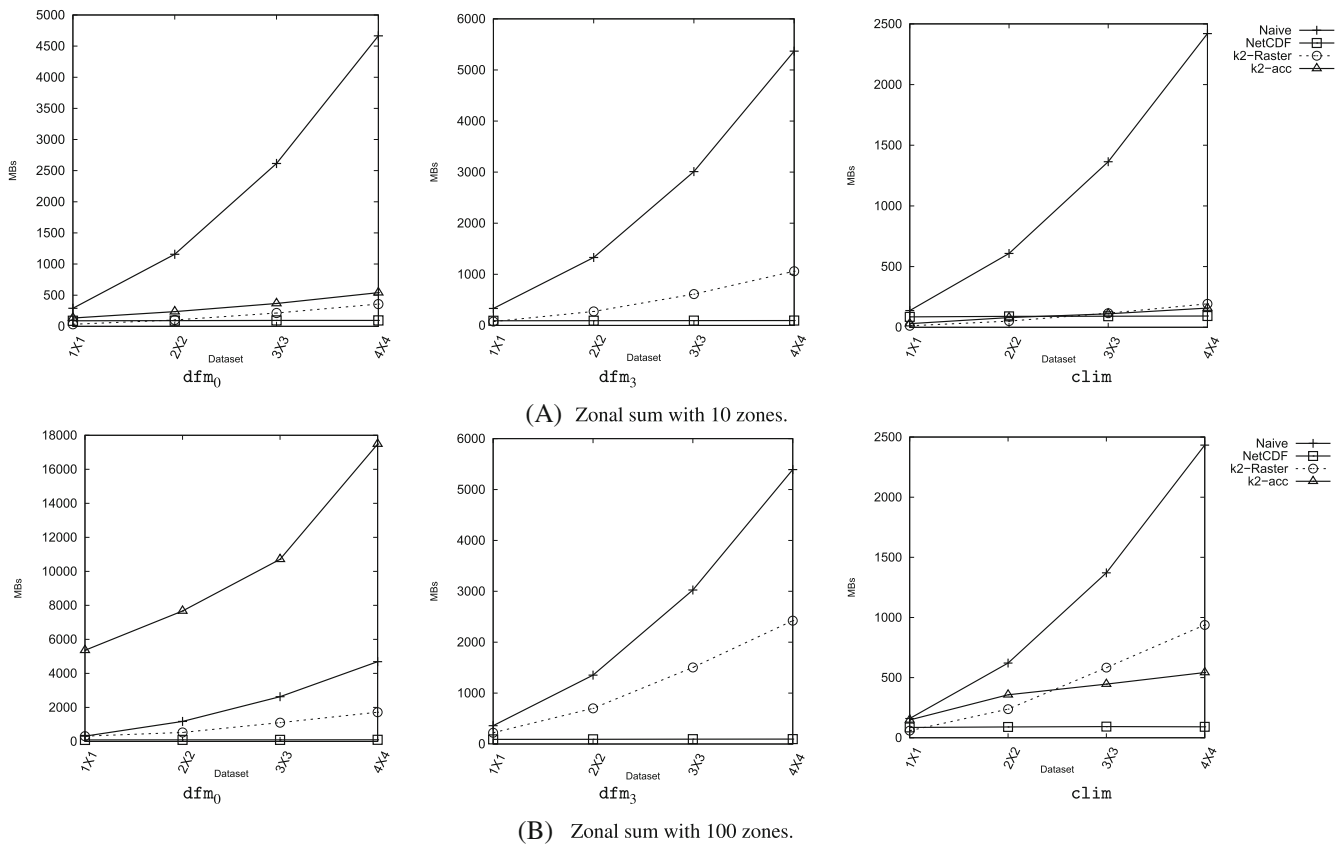 5000
4500
4000
3500
3000
2500
2000
1500
1000
500
0
MBs
1X1
2X2
3X3
4X4
Dataset
dfm0
6000
5000
4000
3000
2000
1000
0
MBs
1X1
2X2
3X3
4X4
Dataset
dfm3
2500
2000
1500
1000
500
0
MBs
1X1
2X2
3X3
4X4
Dataset
clim
Naive
NetCDF
k2-Raster
k2-acc
(A) Zonal sum with 10 zones.
18000
16000
14000
12000
10000
8000
6000
4000
2000
0
MBs
1X1
2X2
3X3
4X4
Dataset
dfm0
6000
5000
4000
3000
2000
1000
0
MBs
1X1
2X2
3X3
4X4
Dataset
dfm3
2500
2000
1500
1000
500
0
MBs
1X1
2X2
3X3
4X4
Dataset
clim
Naive
NetCDF
k2-Raster
k2-acc
(B) Zonal sum with 100 zones.